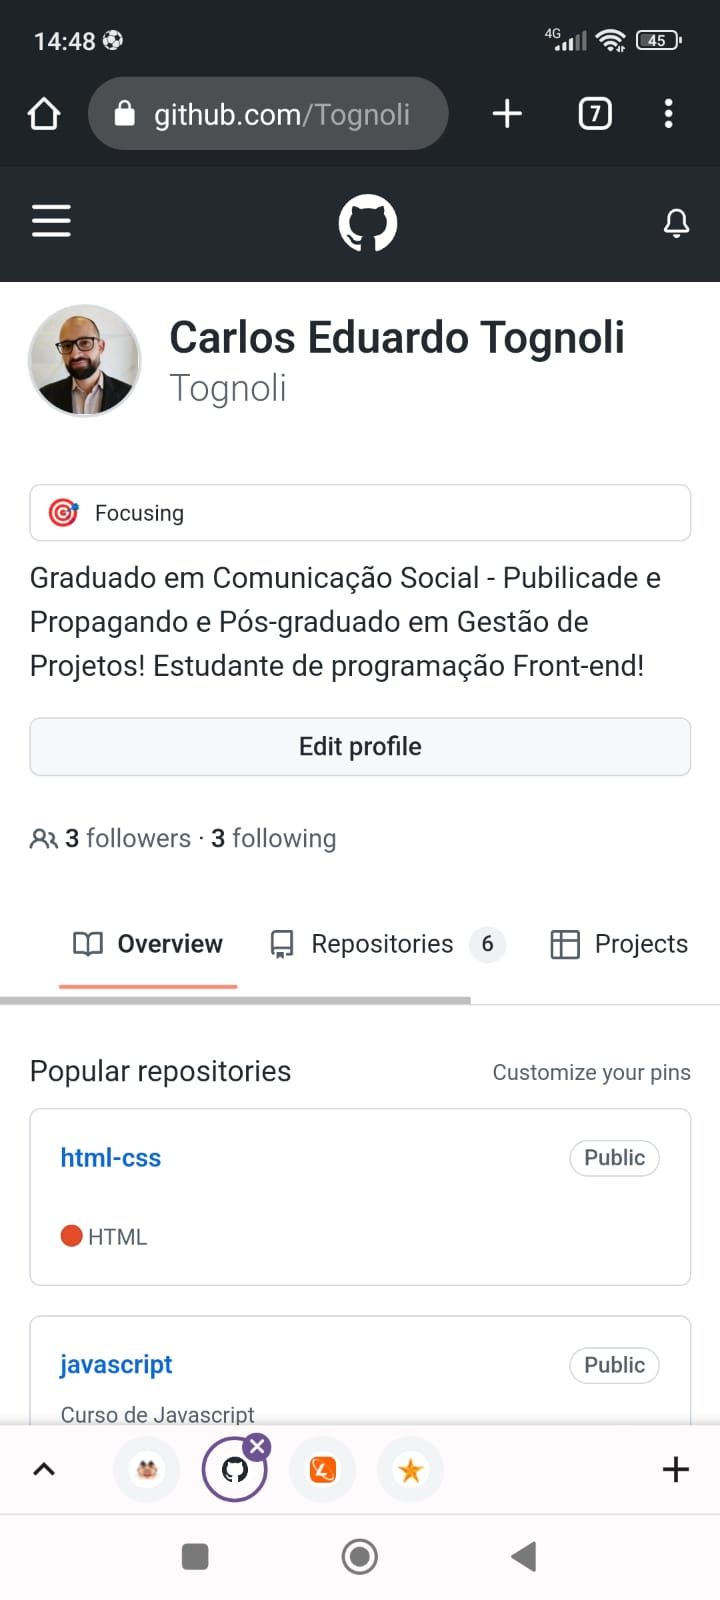 14:48
4G
45
github.com/Tognoli
7
Carlos Eduardo Tognoli
Tognoli
Focusing
Graduado em Comunicação Social - Pubilicade e
Propagando e Pós-graduado em Gestão de
Projetos! Estudante de programação Front-end!
Edit profile
3 followers · 3 following
Overview
Repositories 6
Projects
Popular repositories
Customize your pins
html-css
Public
HTML
javascript
Public
Curso de Javascript